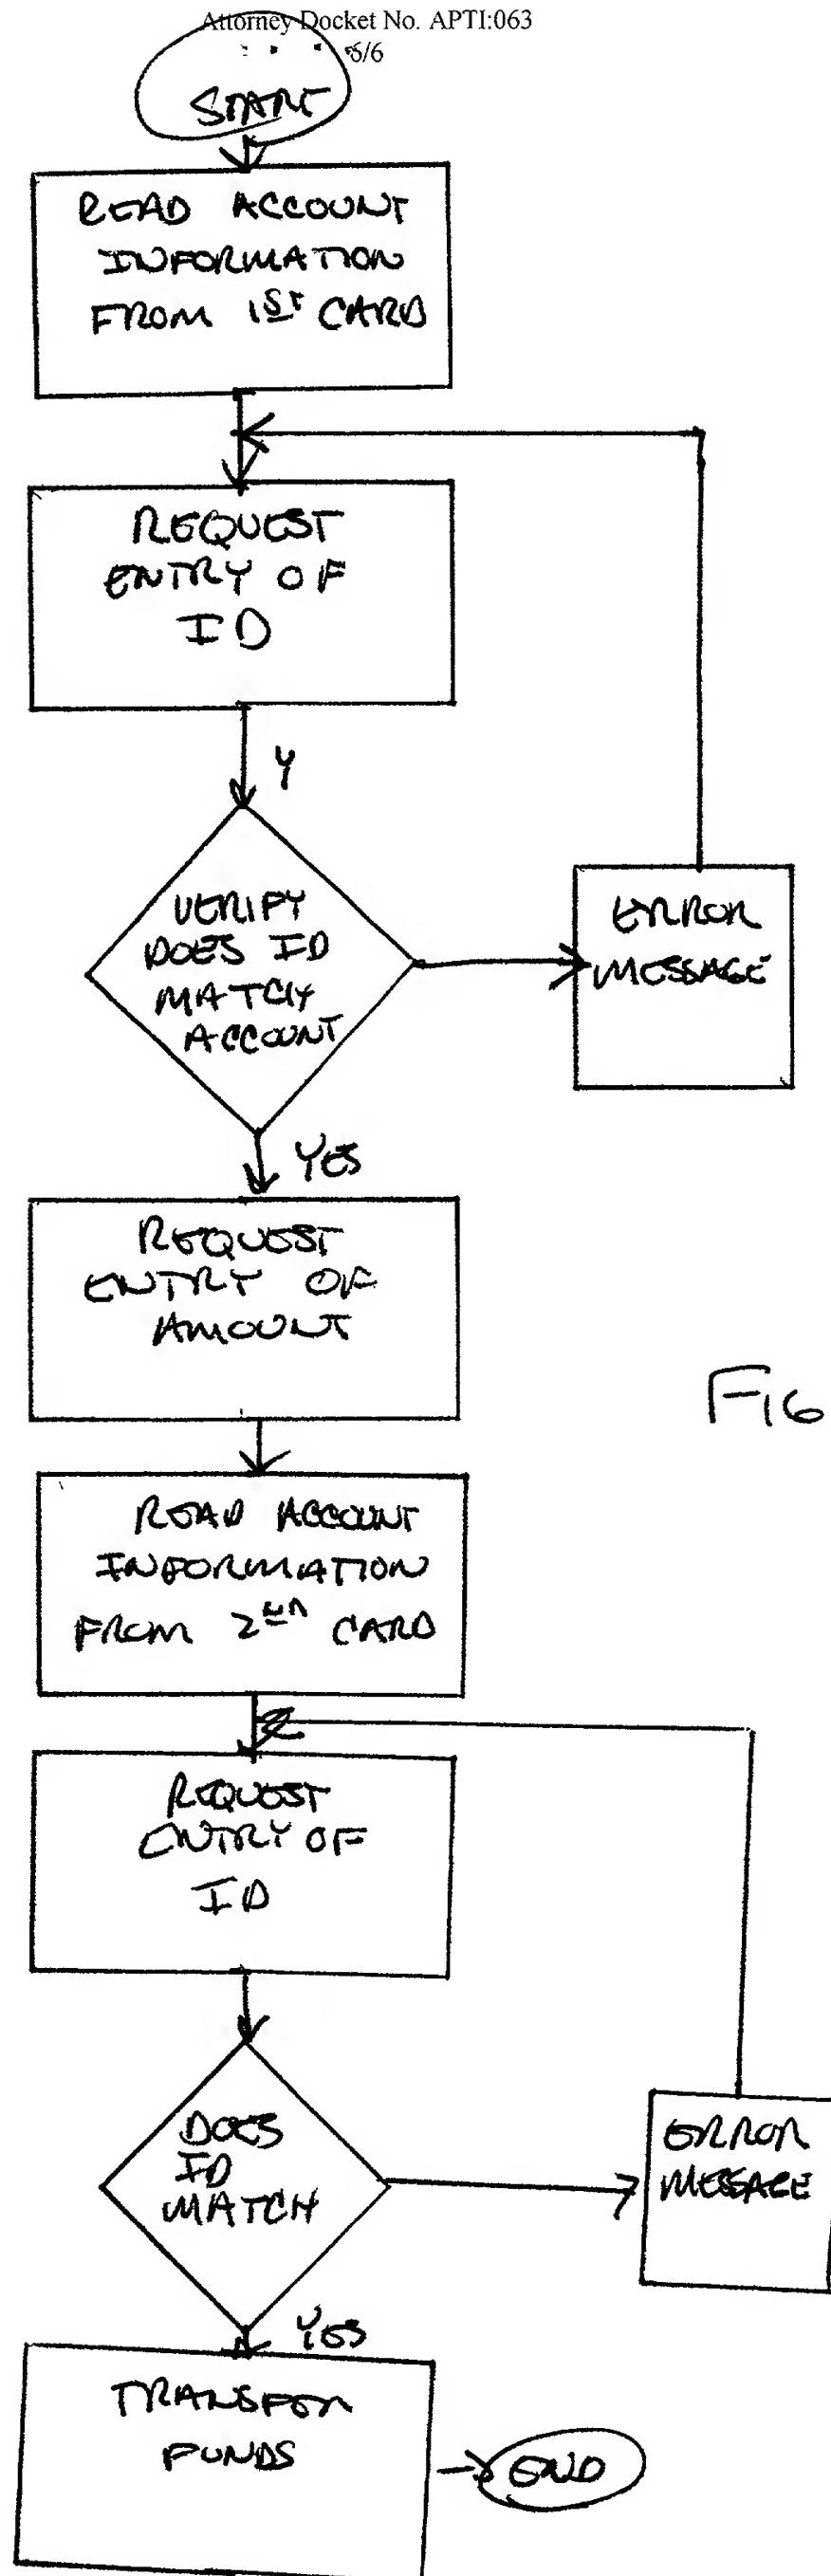 Attorney Docket No. APTI:063
6/6
START
READ ACCOUNT
INFORMATION
FROM 1ST CARD
REQUEST
ENTRY OF
ID
Y
VERIFY
DOES ID
MATCH
ACCOUNT
ERROR
MESSAGE
YES
REQUEST
ENTRY OF
AMOUNT
FIG
READ ACCOUNT
INFORMATION
FROM 2ND CARD
REQUEST
ENTRY OF
ID
DOES
ID
MATCH
ERROR
MESSAGE
YES
TRANSFER
FUNDS
END